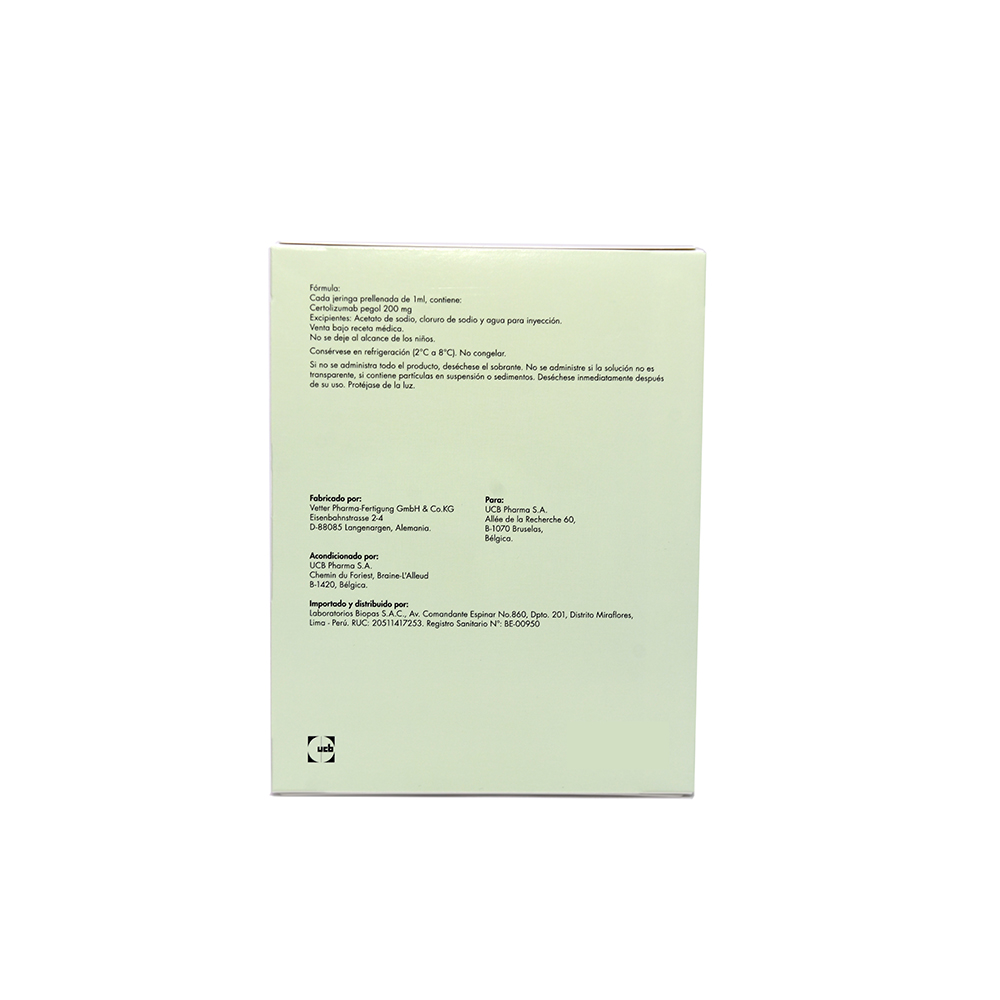 Fórmula:
Cada jeringa prellenada de 1ml, contiene:
Certolizumab pegol 200 mg
Excipientes: Acetato de sodio, cloruro de sodio y agua para inyección.
Venta bajo receta médica.
No se deje al alcance de los niños.
Consérvese en refrigeración (2°C a 8°C). No congelar.
Si no se administra todo el producto, deséchese el sobrante. No se administre si la solución no es
transparente, si contiene partículas en suspensión o sedimentos. Deséchese inmediatamente después
de su uso. Protéjase de la luz.
Fabricado por:
Vetter Pharma-Fertigung GmbH & Co.KG
Eisenbahnstrasse 2-4
D-88085 Langenargen, Alemania.
Para:
UCB Pharma S.A.
Allée de la Recherche 60,
B-1070 Bruselas,
Bélgica.
Acondicionado por:
UCB Pharma S.A.
Chemin du Foriest, Braine-L'Alleud
B-1420, Bélgica.
Importado y distribuido por:
Laboratorios Biopas S.A.C., Av. Comandante Espinar No.860, Dpto. 201, Distrito Miraflores,
Lima - Perú. RUC: 20511417253. Registro Sanitario N°: BE-00950
ucb